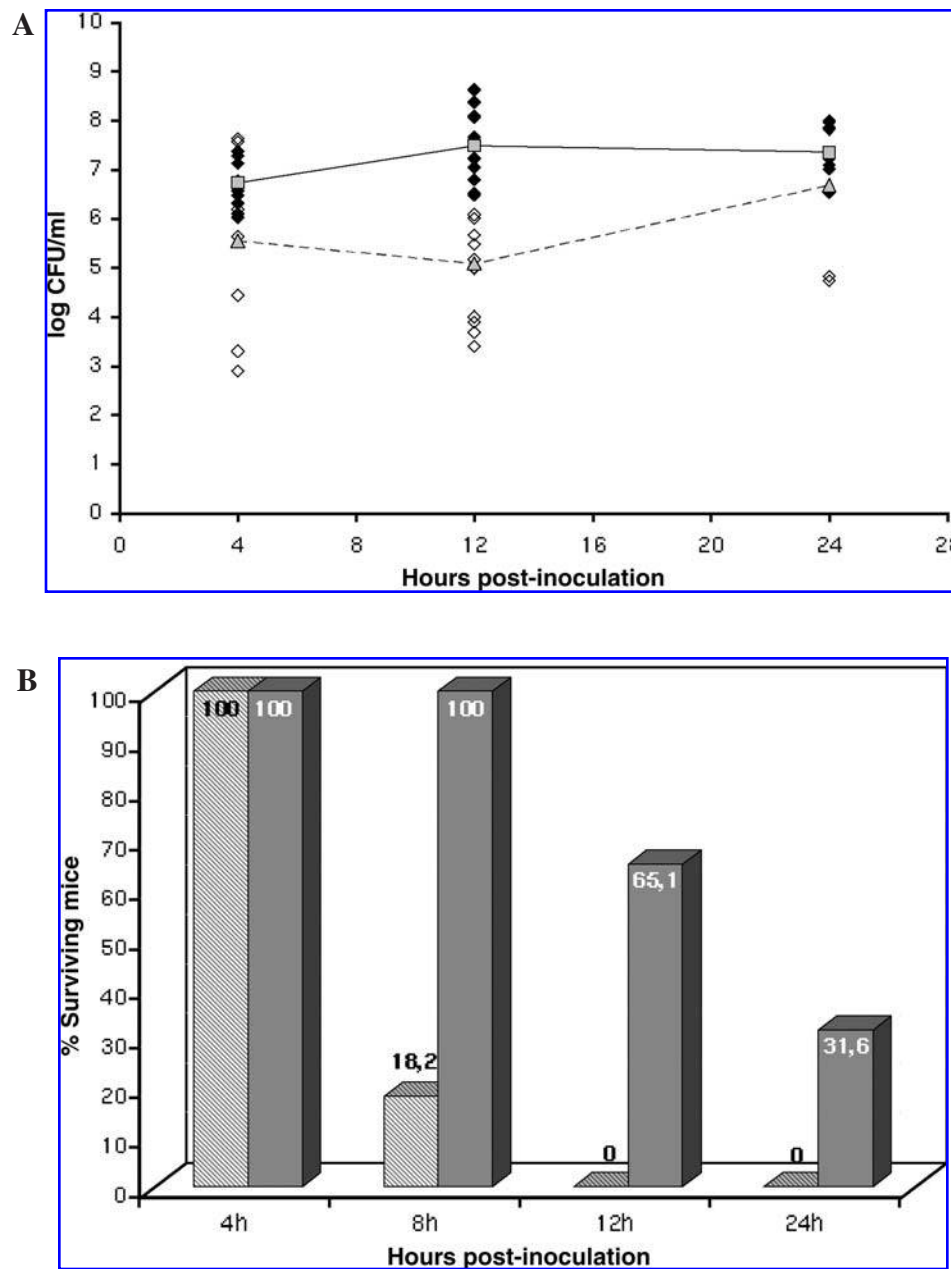 A
10
9
8
7
6
5
4
3
2
1
0
log CFU/ml
0 4 8 12 16 20 24 28
Hours post-inoculation
B
100
90
80
70
60
50
40
30
20
10
0
% Surviving mice
100 100 100
65,1
31,6
18,2
0 0
4h 8h 12h 24h
Hours post-inoculation